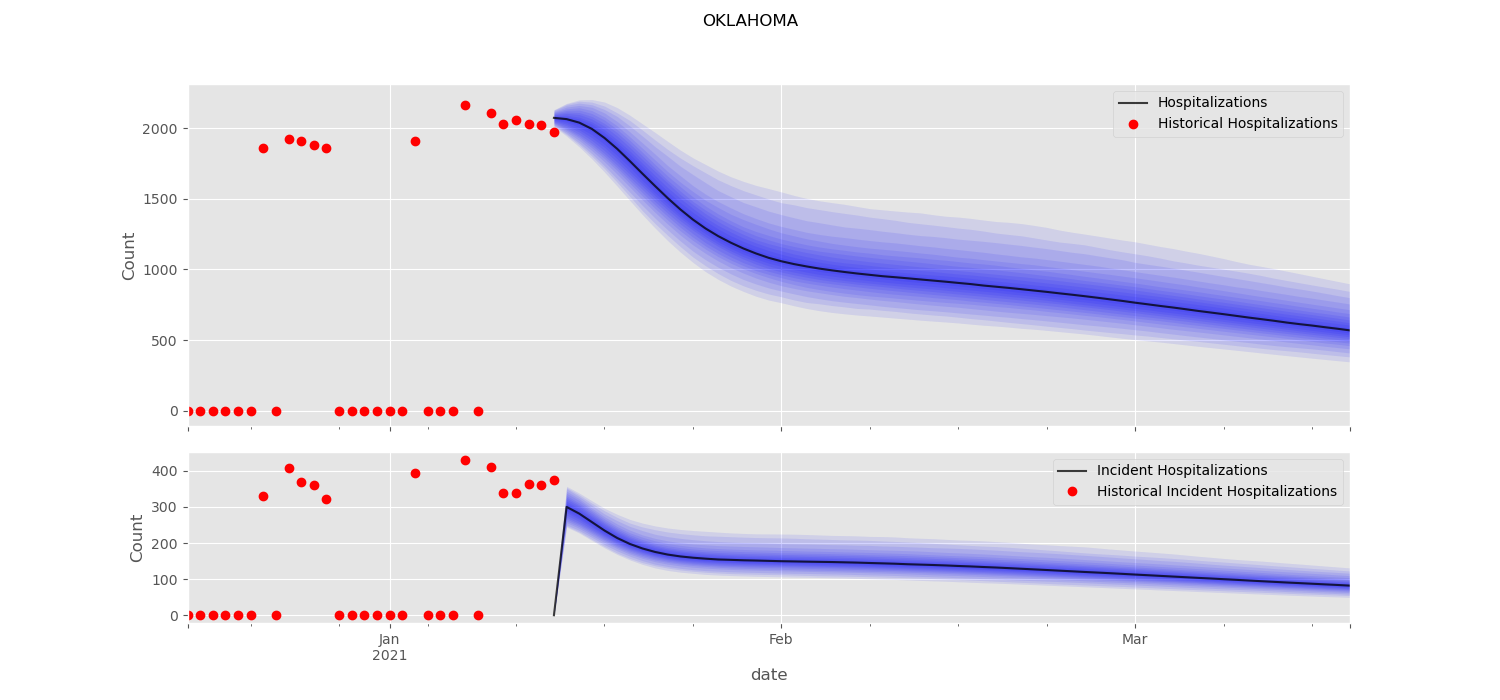 OKLAHOMA
Hospitalizations
Historical Hospitalizations
2000
1500
1000
500
0
Count
Incident Hospitalizations
Historical Incident Hospitalizations
400
300
200
100
0
Count
Jan
2021
Feb
Mar
date